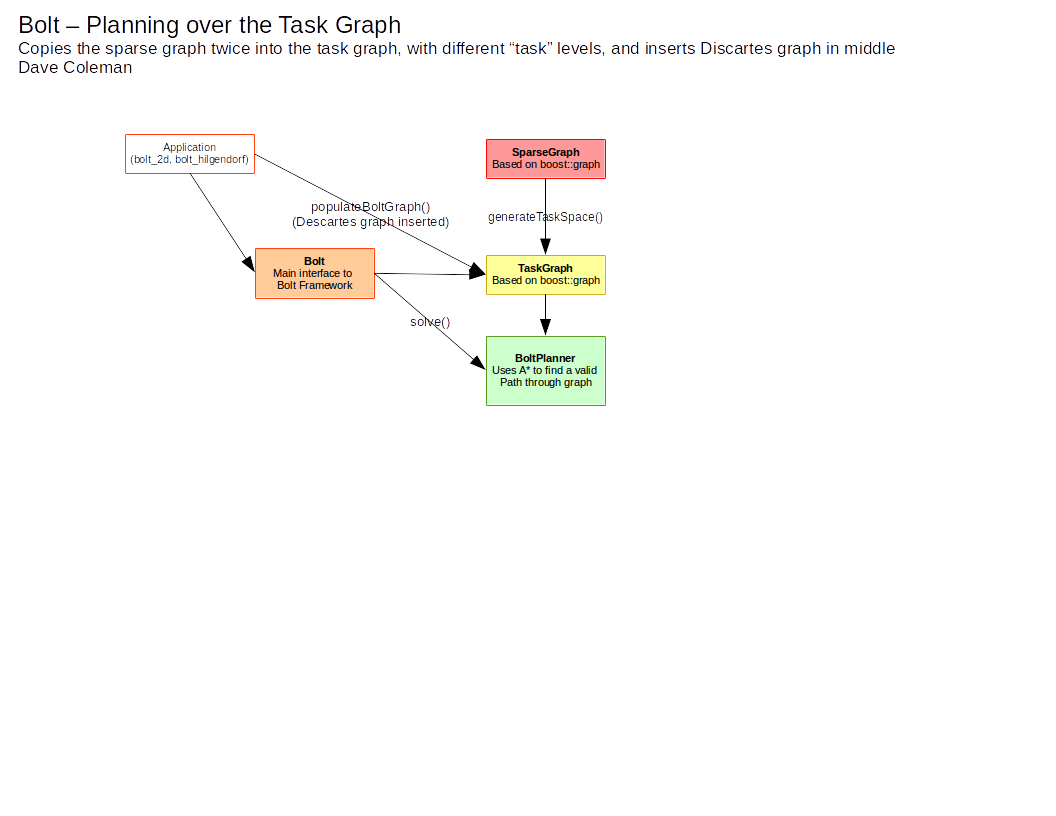 Bolt – Planning over the Task Graph
Copies the sparse graph twice into the task graph, with different “task” levels, and inserts Discartes graph in middle
Dave Coleman
Application
(bolt_2d, bolt_hilgendorf)
SparseGraph
Based on boost::graph
populateBoltGraph()
(Descartes graph inserted)
generateTaskSpace()
Bolt
Main interface to
Bolt Framework
TaskGraph
Based on boost::graph
solve()
BoltPlanner
Uses A* to find a valid
Path through graph